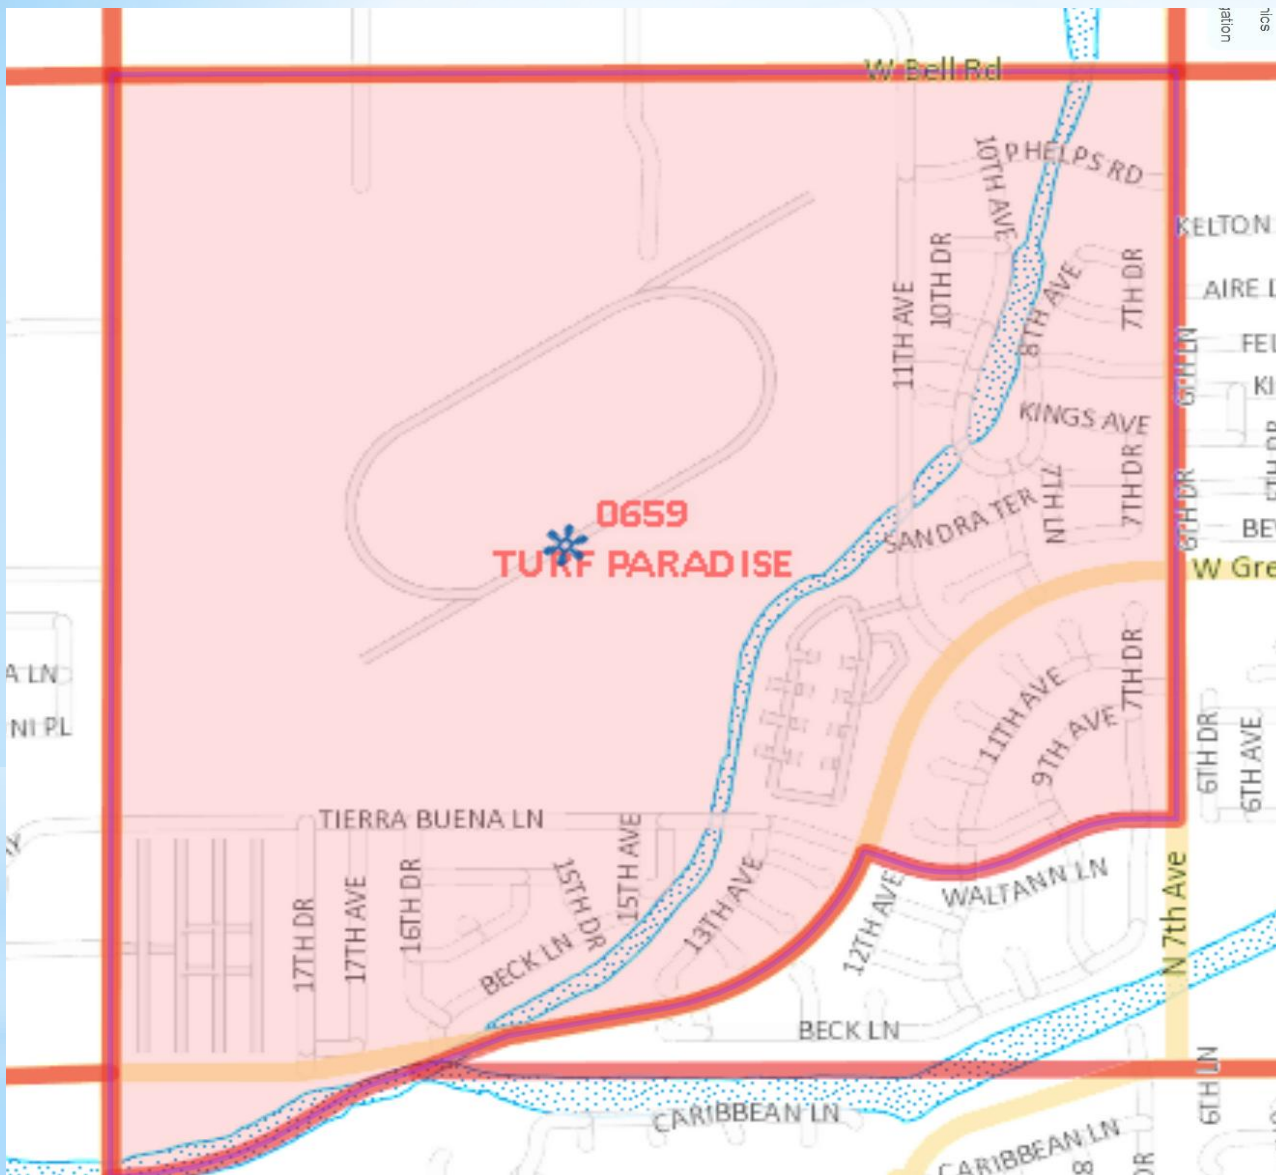 W Bell Rd
10TH AVE
PHELPS RD
KELTON
10TH DR
7TH DR
AIRE L
11TH AVE
8TH AVE
6TH LN
FEL
KI
KINGS AVE
0659
TURF PARADISE
SANDRA TER
7TH LN
7TH DR
6TH DR
BE
W Gre
A LN
NI PL
11TH AVE
9TH AVE
7TH DR
6TH DR
6TH AVE
TIERRA BUENA LN
17TH DR
17TH AVE
16TH DR
15TH DR
15TH AVE
BECK LN
13TH AVE
12TH AVE
WALTANN LN
N 7th Ave
BECK LN
CARIBBEAN LN
CARIBBEAN LN
6TH LN